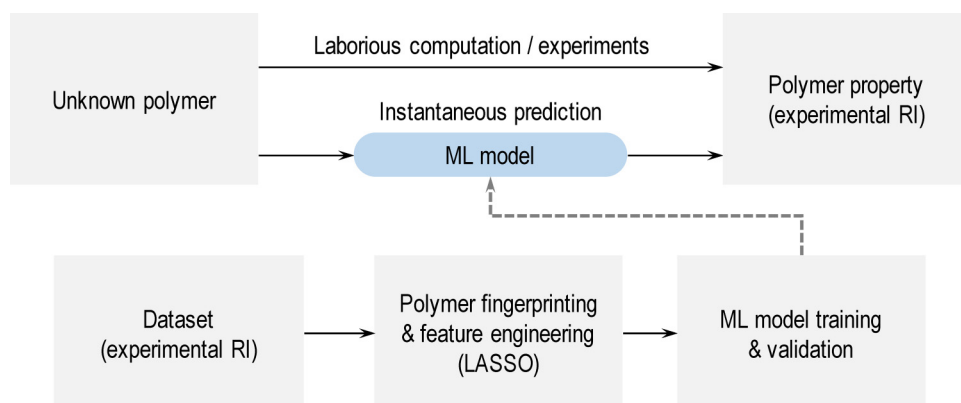 Laborious computation / experiments
Unknown polymer
Polymer property
(experimental RI)
Instantaneous prediction
ML model
Dataset
(experimental RI)
Polymer fingerprinting
& feature engineering
(LASSO)
ML model training
& validation